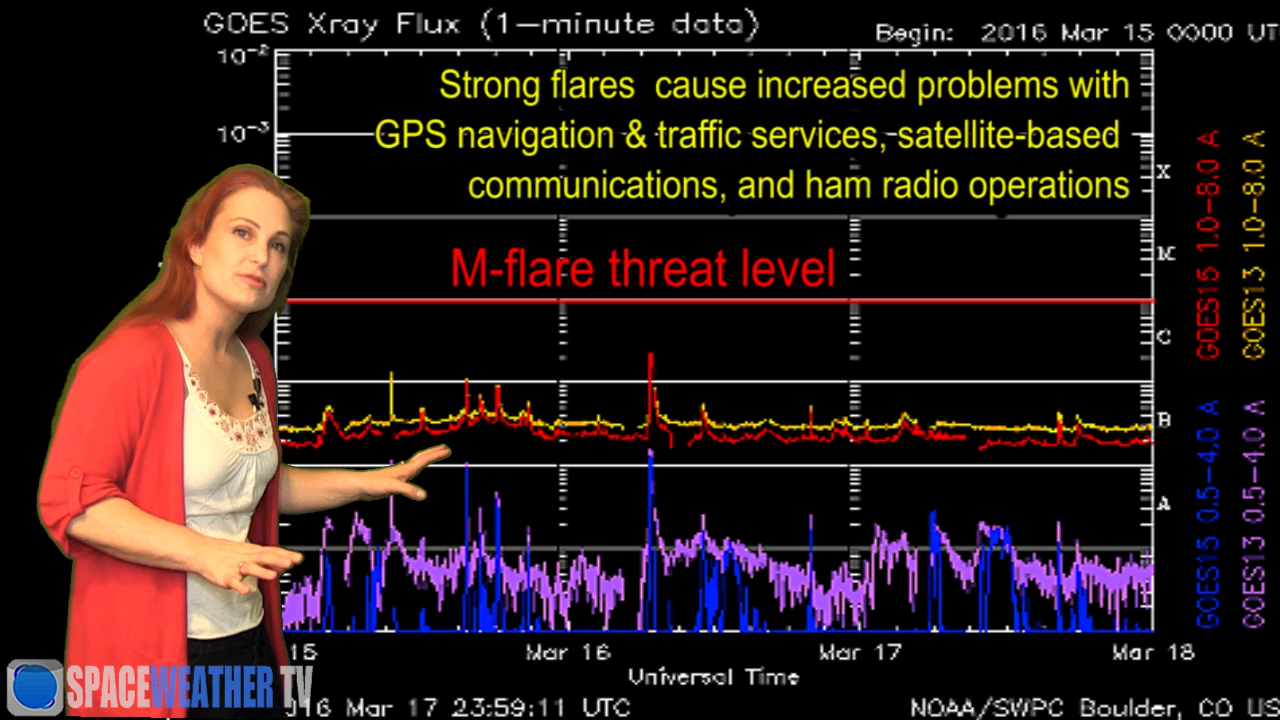 GOES Xray Flux (1-minute data)
Begin: 2016 Mar 15 0000 UT
10-2
Strong flares cause increased problems with
10-3
GPS navigation & traffic services, satellite-based
communications, and ham radio operations
X
M-flare threat level
M
C
B
A
GOES15 1.0-8.0 A
GOES13 1.0-8.0 A
GOES15 0.5-4.0 A
GOES13 0.5-4.0 A
15
Mar 16
Mar 17
Mar 18
Universal Time
SPACEWEATHER TV
16 Mar 17 23:59:11 UTC
NOAA/SWPC Boulder, CO US